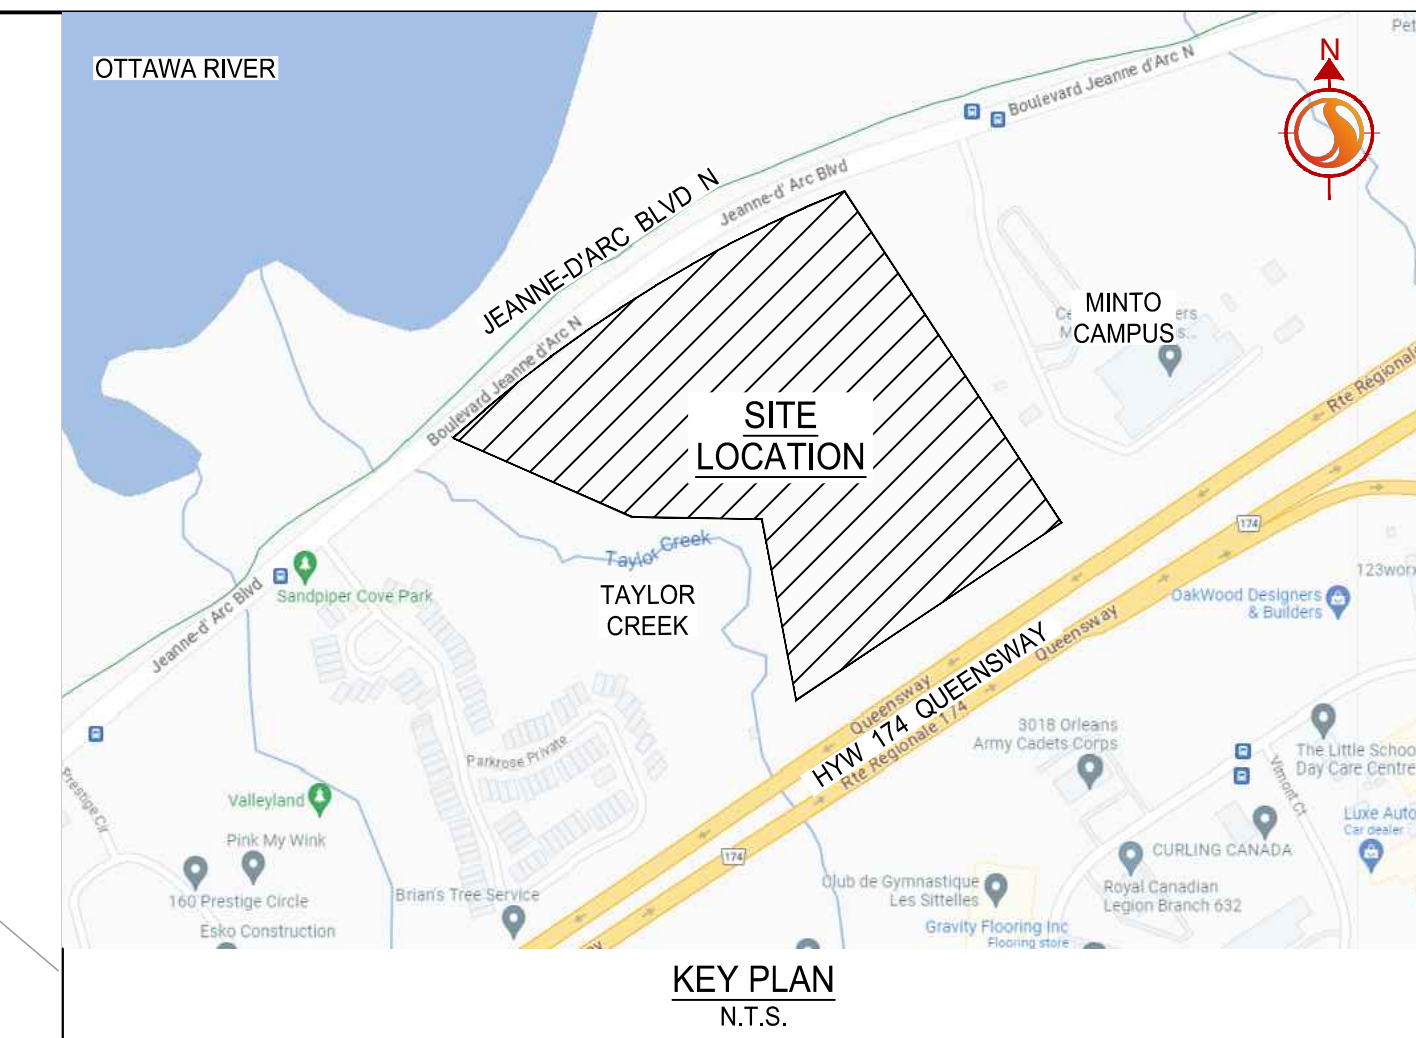 OTTAWA RIVER
Pet
N
Boulevard Jeanne d'Arc N
JEANNE-D'ARC BLVD N
Jeanne-d' Arc Blvd
MINTO
CAMPUS
Boulevard Jeanne d'Arc N
Rte Régionale
SITE
LOCATION
174
Taylor Creek
TAYLOR
CREEK
Sandpiper Cove Park
Jeanne-d' Arc Blvd
123worx
OakWood Designers
& Builders
Queensway
HYW 174 QUEENSWAY
Queensway
Rte Regionale 174
3018 Orleans
Army Cadets Corps
The Little Schoo
Day Care Centre
Vimont Ct
Parkrose Private
Prestige Cir
Valleyland
Pink My Wink
160 Prestige Circle
Esko Construction
Brian's Tree Service
174
Luxe Auto
Car dealer
CURLING CANADA
Royal Canadian
Legion Branch 632
Club de Gymnastique
Les Sittelles
Gravity Flooring Inc
Flooring store
KEY PLAN
N.T.S.